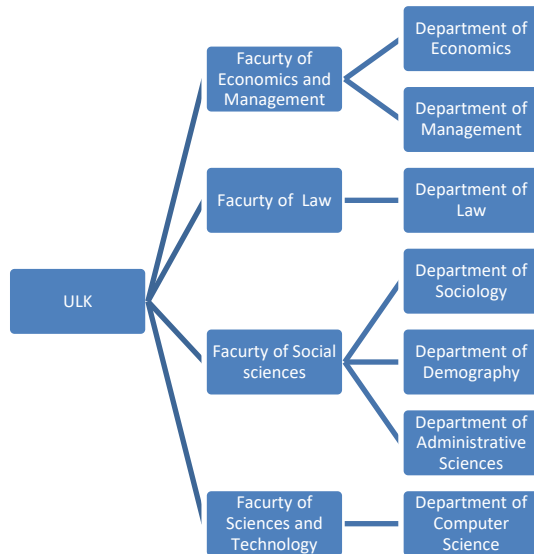 ULK
Facurty of
Economics and
Management
Department of
Economics
Department of
Management
Facurty of  Law
Department of
Law
Facurty of Social
sciences
Department of
Sociology
Department of
Demography
Department of
Administrative
Sciences
Facurty of
Sciences and
Technology
Department of
Computer
Science